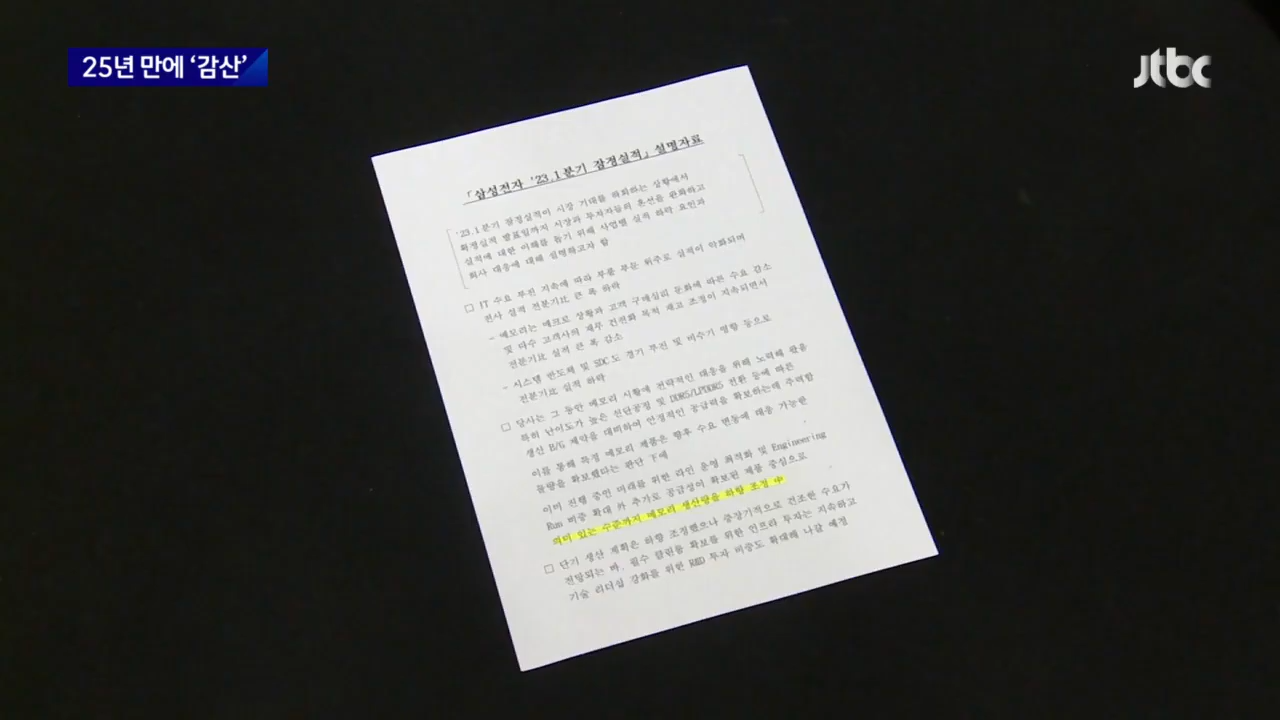 25년 만에 ‘감산’
jtbc
「삼성전자 '23.1분기 잠정실적」 설명자료
'23.1분기 잠정실적이 시장 기대를 하회하는 상황에서
확정실적 발표일까지 시장과 투자자들의 혼선을 완화하고
실적에 대한 이해를 돕기 위해 사업별 실적 하락 요인과
회사 대응에 대해 설명하고자 함
□ IT 수요 부진 지속에 따라 부품 부문 위주로 실적이 악화되며
전사 실적 전분기比 큰 폭 하락
- 메모리는 매크로 상황과 고객 구매심리 둔화에 따른 수요 감소
및 다수 고객사의 재무 건전화 목적 재고 조정이 지속되면서
전분기比 실적 큰 폭 감소
- 시스템 반도체 및 SDC도 경기 부진 및 비수기 영향 등으로
전분기比 실적 하락
□ 당사는 그 동안 메모리 시황에 전략적인 대응을 위해 노력해 왔음
특히 난이도가 높은 선단공정 및 DDR5/LPDDR5 전환 등에 따른
생산 B/G 제약을 대비하여 안정적인 공급력을 확보하는데 주력함
이를 통해 특정 메모리 제품은 향후 수요 변동에 대응 가능한
물량을 확보했다는 판단 下에
이미 진행 중인 미래를 위한 라인 운영 최적화 및 Engineering
Run 비중 확대 外 추가로 공급성이 확보된 제품 중심으로
의미 있는 수준까지 메모리 생산량을 하향 조정 中
□ 단기 생산 계획은 하향 조정했으나 중장기적으로 견조한 수요가
전망되는 바, 필수 클린룸 확보를 위한 인프라 투자는 지속하고
기술 리더십 강화를 위한 R&D 투자 비중도 확대해 나갈 예정